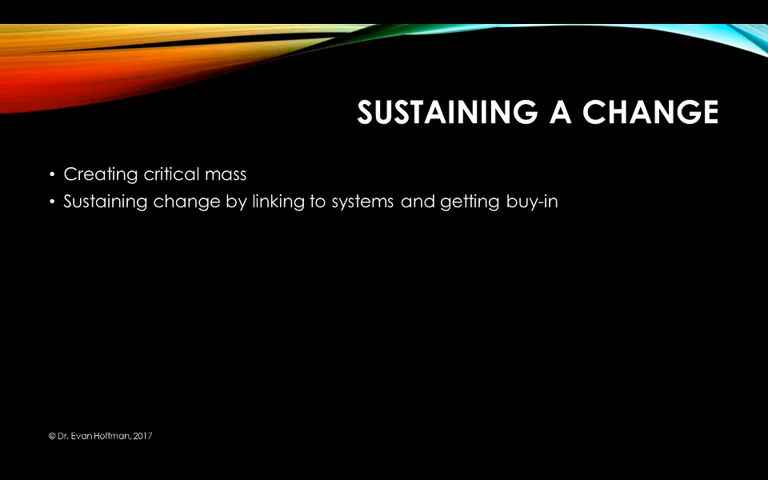 SUSTAINING A CHANGE
• Creating critical mass
• Sustaining change by linking to systems and getting buy-in
© Dr. Evan Hoffman, 2017